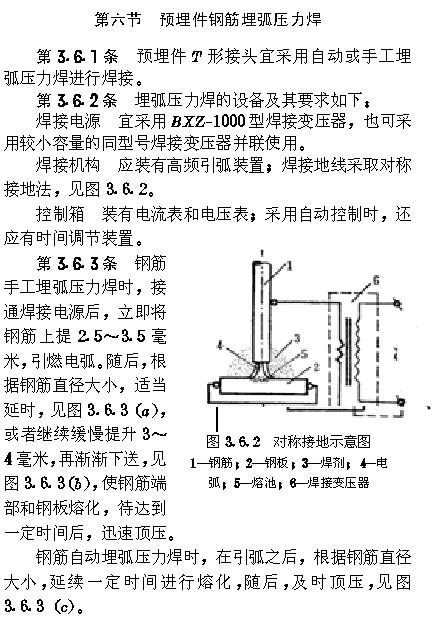 第六节 预埋件钢筋埋弧压力焊
第3.6.1条 预埋件T形接头宜采用自动或手工埋
弧压力焊进行焊接。
第3.6.2条 埋弧压力焊的设备及其要求如下：
焊接电源 宜采用BXZ-1000型焊接变压器，也可采
用较小容量的同型号焊接变压器并联使用。
焊接机构 应装有高频引弧装置；焊接地线采取对称
接地法，见图3.6.2。
控制箱 装有电流表和电压表；采用自动控制时，还
应有时间调节装置。
第3.6.3条 钢筋
手工埋弧压力焊时，接
通焊接电源后，立即将
钢筋上提2.5～3.5毫
米，引燃电弧。随后，根
据钢筋直径大小，适当
延时，见图3.6.3(a)，
或者继续缓慢提升3～
4毫米，再渐渐下送，见
图3.6.3(b)，使钢筋端
部和钢板熔化，待达到
一定时间后，迅速顶压。
1
6
4
3
5
2
图3.6.2 对称接地示意图
1—钢筋；2—钢板；3—焊剂；4—电
弧；5—熔池；6—焊接变压器
钢筋自动埋弧压力焊时，在引弧之后，根据钢筋直径
大小，延续一定时间进行熔化，随后，及时顶压，见图
3.6.3 (c)。